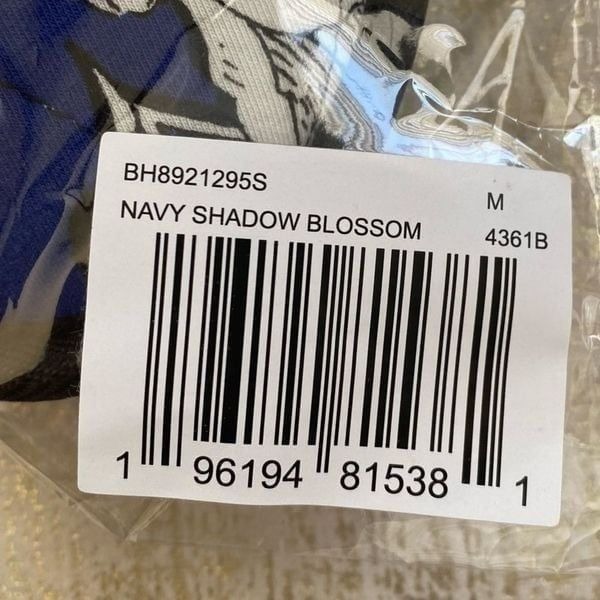 BH8921295S
M
NAVY SHADOW BLOSSOM
4361B
1 96194 81538 1